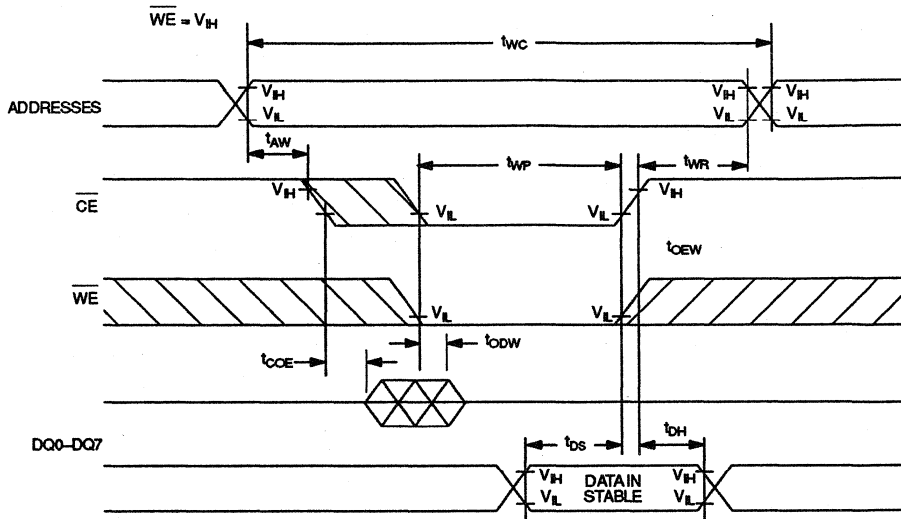 WE = VIH
tWC
ADDRESSES
VIH
VIL
VIH
VIL
VIH
VIL
tAW
tWP
tWR
CE
VIH
VIL
VIL
VIH
tOEW
WE
VIL
VIL
tCOE
tODW
DQ0–DQ7
tDS
tDH
VIH
VIL
DATA IN
STABLE
VIH
VIL